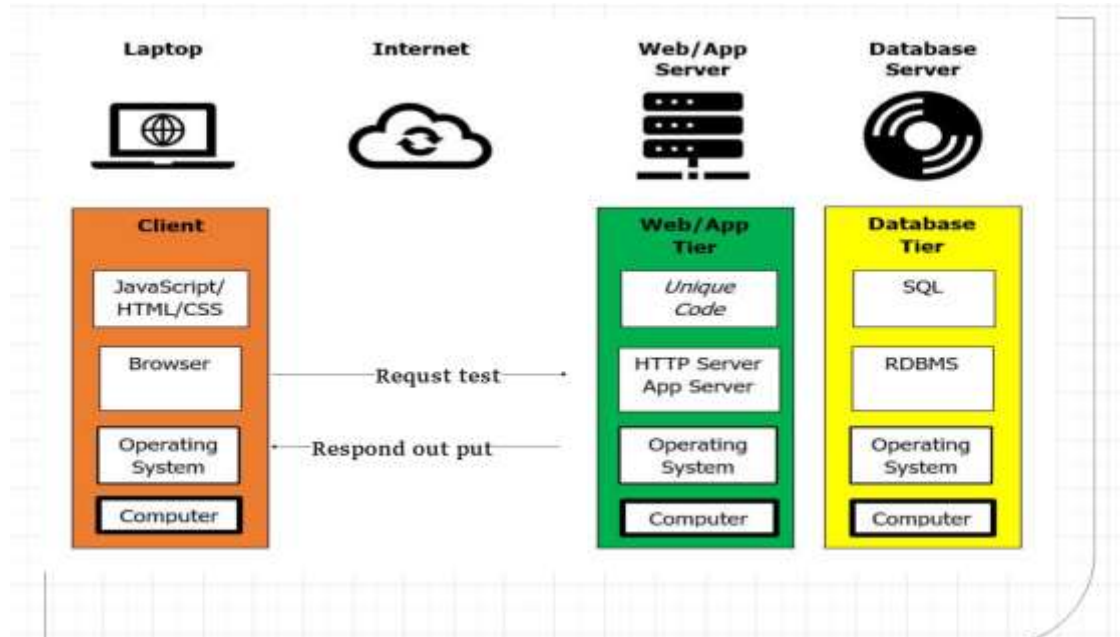 Laptop
Internet
Web/App
Server
Database
Server
Client
JavaScript/
HTML/CSS
Browser
Operating
System
Computer
Requst test
Respond out put
Web/App
Tier
Unique
Code
HTTP Server
App Server
Operating
System
Computer
Database
Tier
SQL
RDBMS
Operating
System
Computer